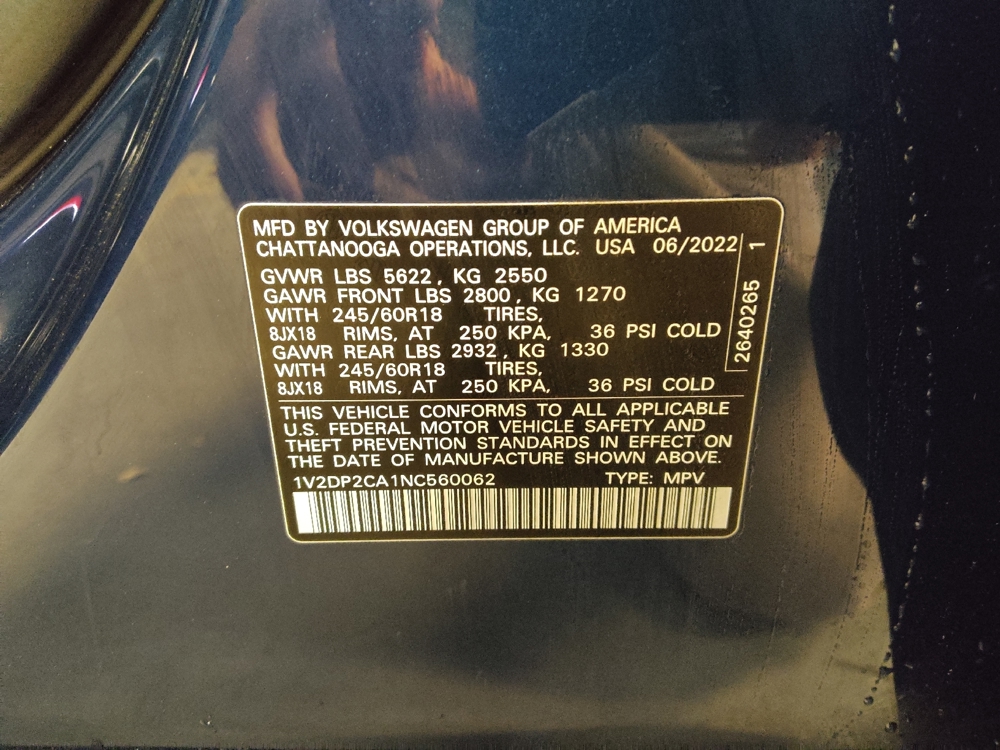 MFD BY VOLKSWAGEN GROUP OF AMERICA
CHATTANOOGA OPERATIONS, LLC. USA 06/2022
GVWR LBS 5622, KG 2550
GAWR FRONT LBS 2800, KG 1270
WITH 245/60R18 TIRES,
8JX18 RIMS, AT 250 KPA, 36 PSI COLD
GAWR REAR LBS 2932, KG 1330
WITH 245/60R18 TIRES,
8JX18 RIMS, AT 250 KPA, 36 PSI COLD
2640265 1
THIS VEHICLE CONFORMS TO ALL APPLICABLE
U.S. FEDERAL MOTOR VEHICLE SAFETY AND
THEFT PREVENTION STANDARDS IN EFFECT ON
THE DATE OF MANUFACTURE SHOWN ABOVE.
1V2DP2CA1NC560062 TYPE: MPV